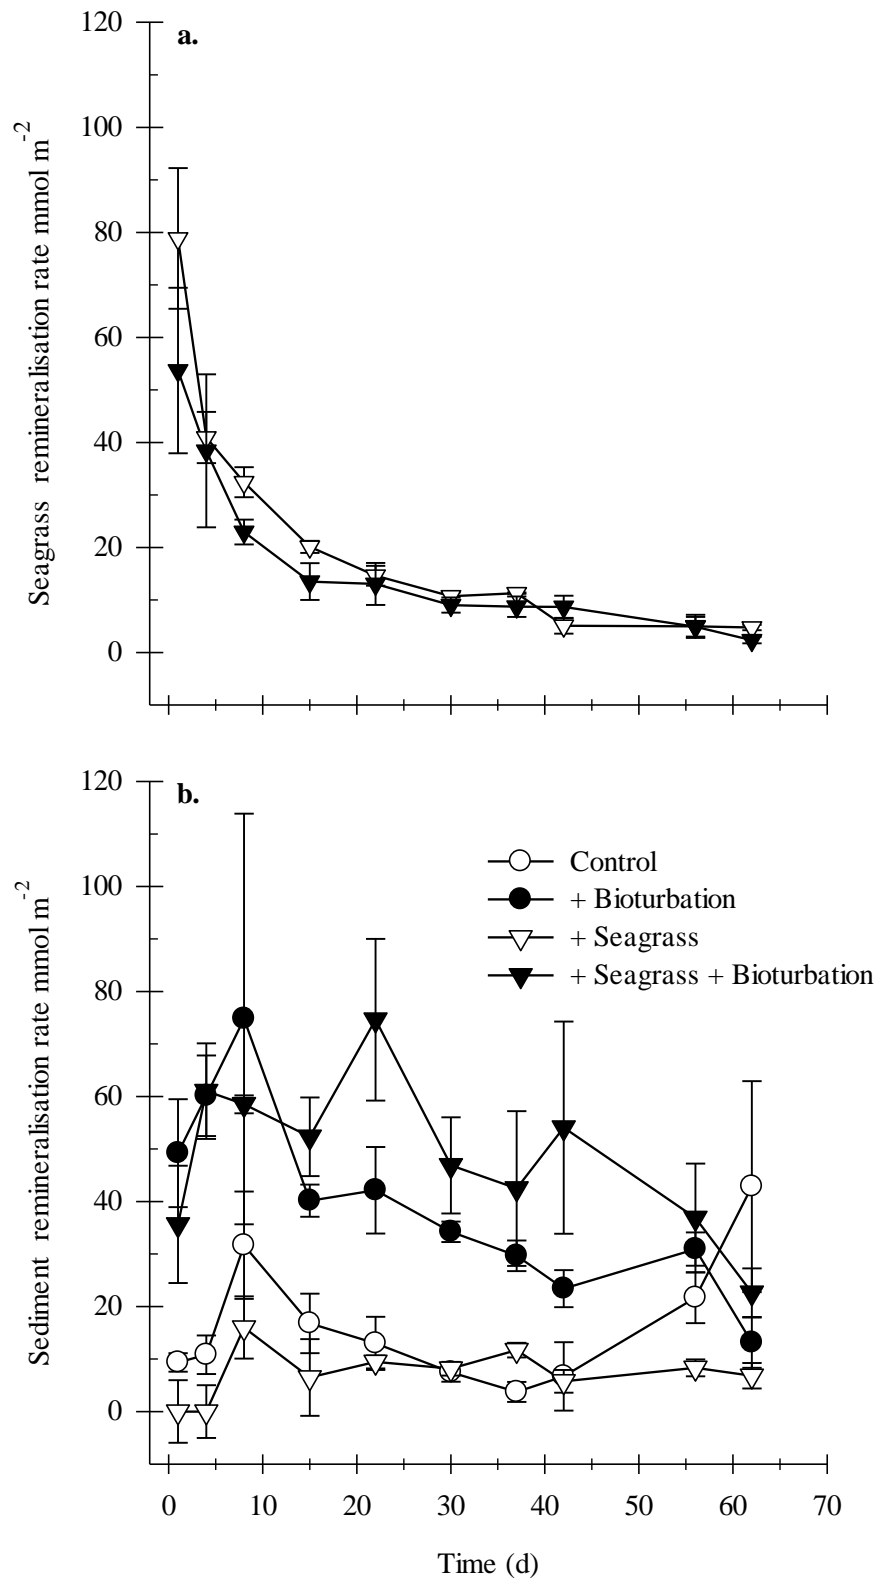 a.
Seagrass remineralisation rate mmol m-2
120
100
80
60
40
20
0
b.
Sediment remineralisation rate mmol m-2
120
100
80
60
40
20
0
Control
+ Bioturbation
+ Seagrass
+ Seagrass + Bioturbation
0 10 20 30 40 50 60 70
Time (d)